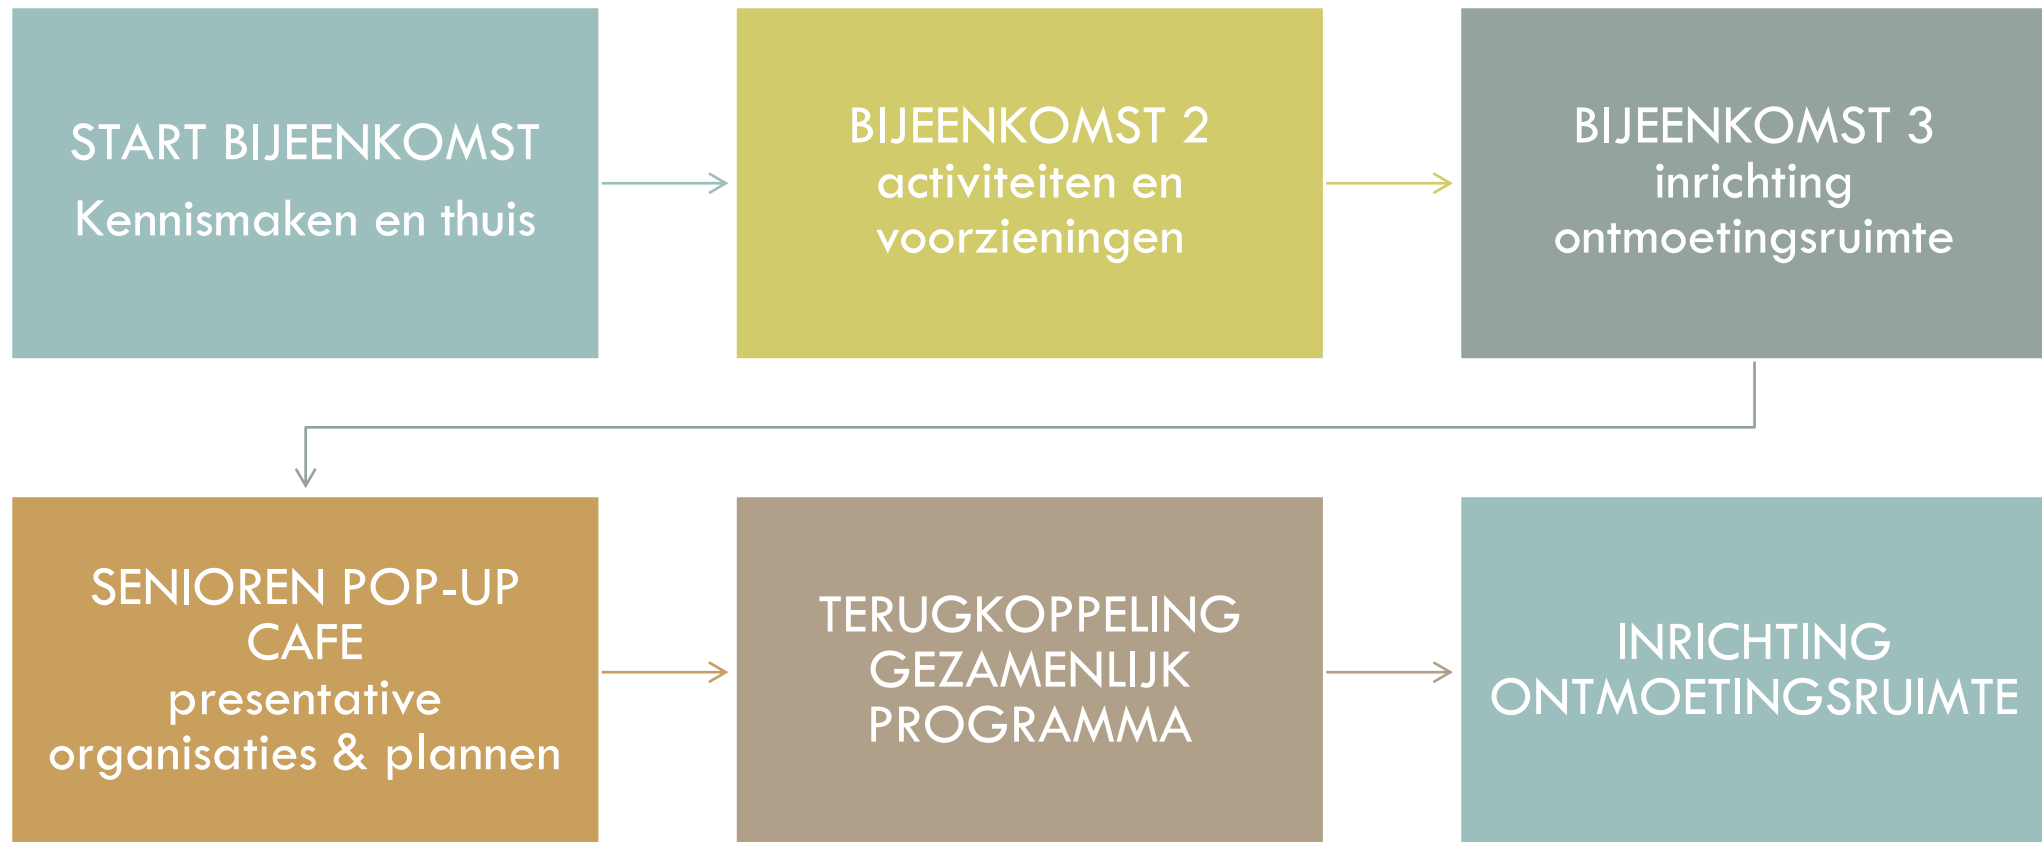 START BIJEENKOMST
Kennismaken en thuis
BIJEENKOMST 2
activiteiten en
voorzieningen
BIJEENKOMST 3
inrichting
ontmoetingsruimte
SENIOREN POP-UP
CAFE
presentative
organisaties & plannen
TERUGKOPPELING
GEZAMENLIJK
PROGRAMMA
INRICHTING
ONTMOETINGSRUIMTE